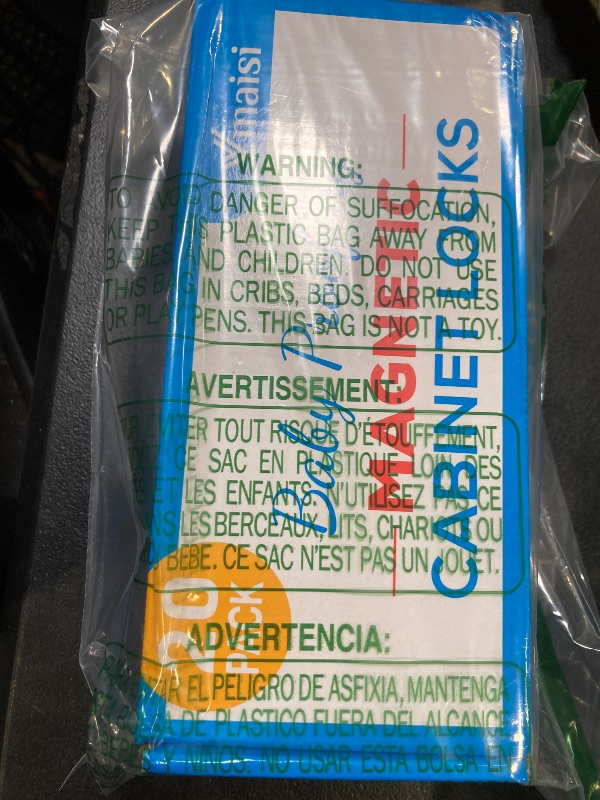 WARNING:
TO AVOID DANGER OF SUFFOCATION,
KEEP THIS PLASTIC BAG AWAY FROM
BABIES AND CHILDREN. DO NOT USE
THIS BAG IN CRIBS, BEDS, CARRIAGES
OR PLAY PENS. THIS BAG IS NOT A TOY.
AVERTISSEMENT:
ÉVITER TOUT RISQUE D'ÉTOUFFEMENT,
CE SAC EN PLASTIQUE LOIN DES
ET LES ENFANTS. N'UTILISEZ PAS CE
LES BERCEAUX, LITS, CHARIOTS OU
BEBE. CE SAC N'EST PAS UN JOUET.
ADVERTENCIA:
EL PELIGRO DE ASFIXIA, MANTENGA
DE PLASTICO FUERA DEL ALCANCE
Y NIÑOS. NO USAR ESTA BOLSA EN
Vmaisi
Baby
MAGNETIC
CABINET LOCKS
20
PACK